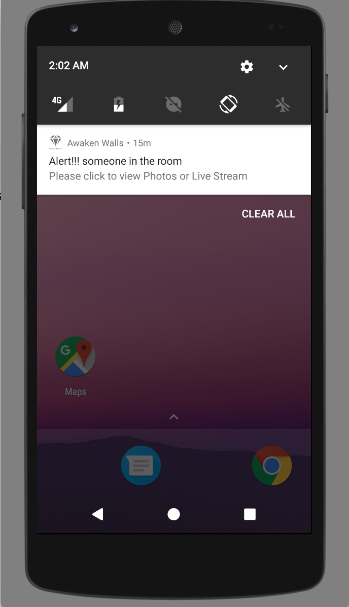 2:02 AM
4G
Awaken Walls • 15m
Alert!!! someone in the room
Please click to view Photos or Live Stream
CLEAR ALL
G
Maps